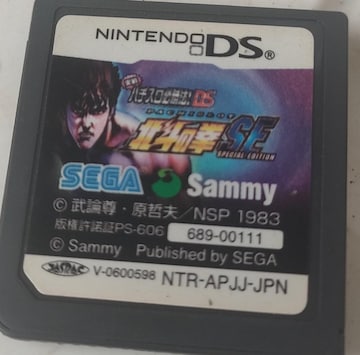 NINTENDO DS®
実戦パチスロ必勝法!DS
PACHISLOT
北斗の拳SE
SPECIAL EDITION
SEGA Sammy
© 武論尊・原哲夫/NSP 1983
版権許諾証PS-606 689-00111
© Sammy Published by SEGA
JASRAC V-0600598 NTR-APJJ-JPN